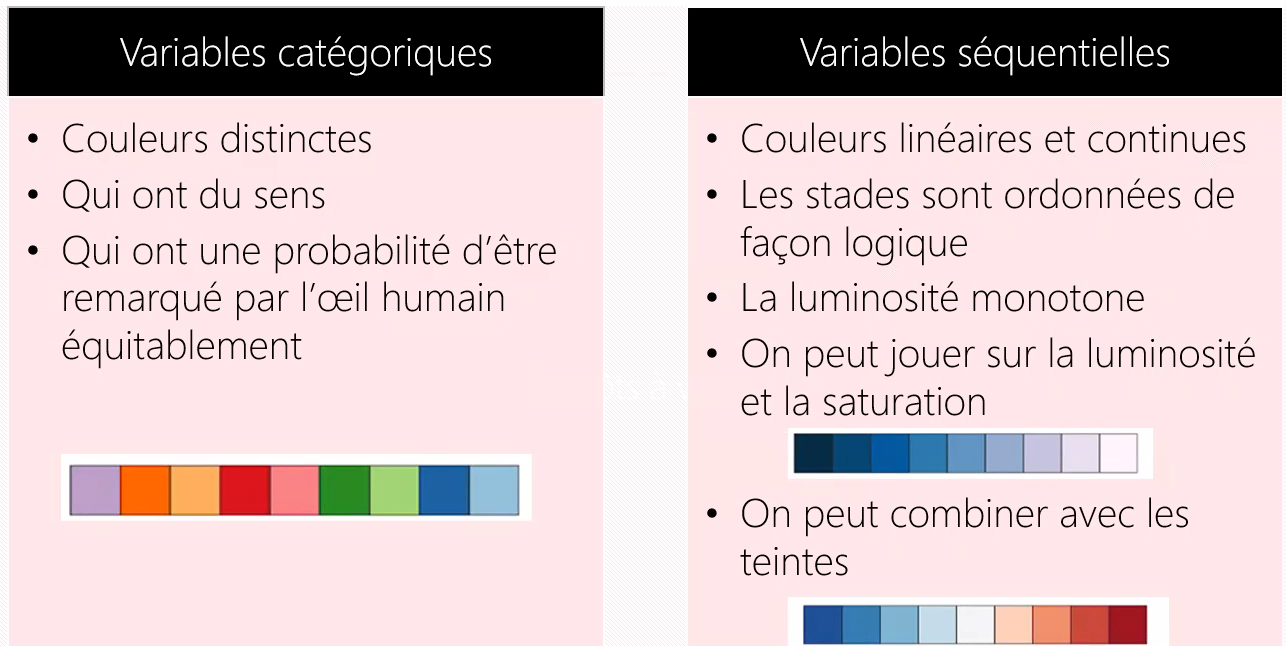 Variables catégoriques
• Couleurs distinctes
• Qui ont du sens
• Qui ont une probabilité d'être
remarqué par l'œil humain
équitablement
Variables séquentielles
• Couleurs linéaires et continues
• Les stades sont ordonnées de
façon logique
• La luminosité monotone
• On peut jouer sur la luminosité
et la saturation
• On peut combiner avec les
teintes